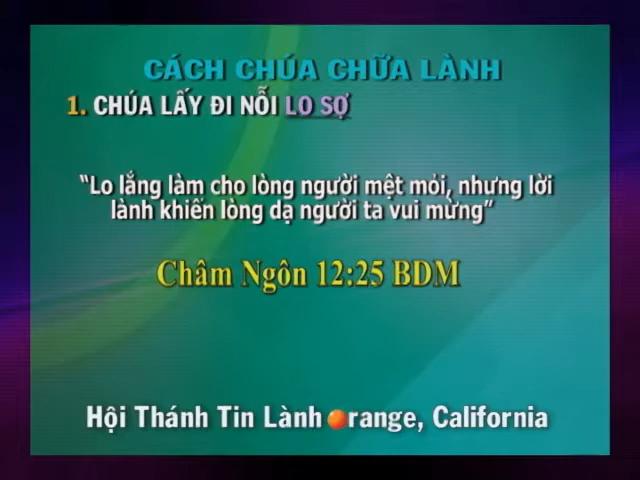 CÁCH CHÚA CHỮA LÀNH
1. CHÚA LẤY ĐI NỖI LO SỢ
“Lo lắng làm cho lòng người mệt mỏi, nhưng lời
lành khiến lòng dạ người ta vui mừng”
Châm Ngôn 12:25 BDM
Hội Thánh Tin Lành Orange, California